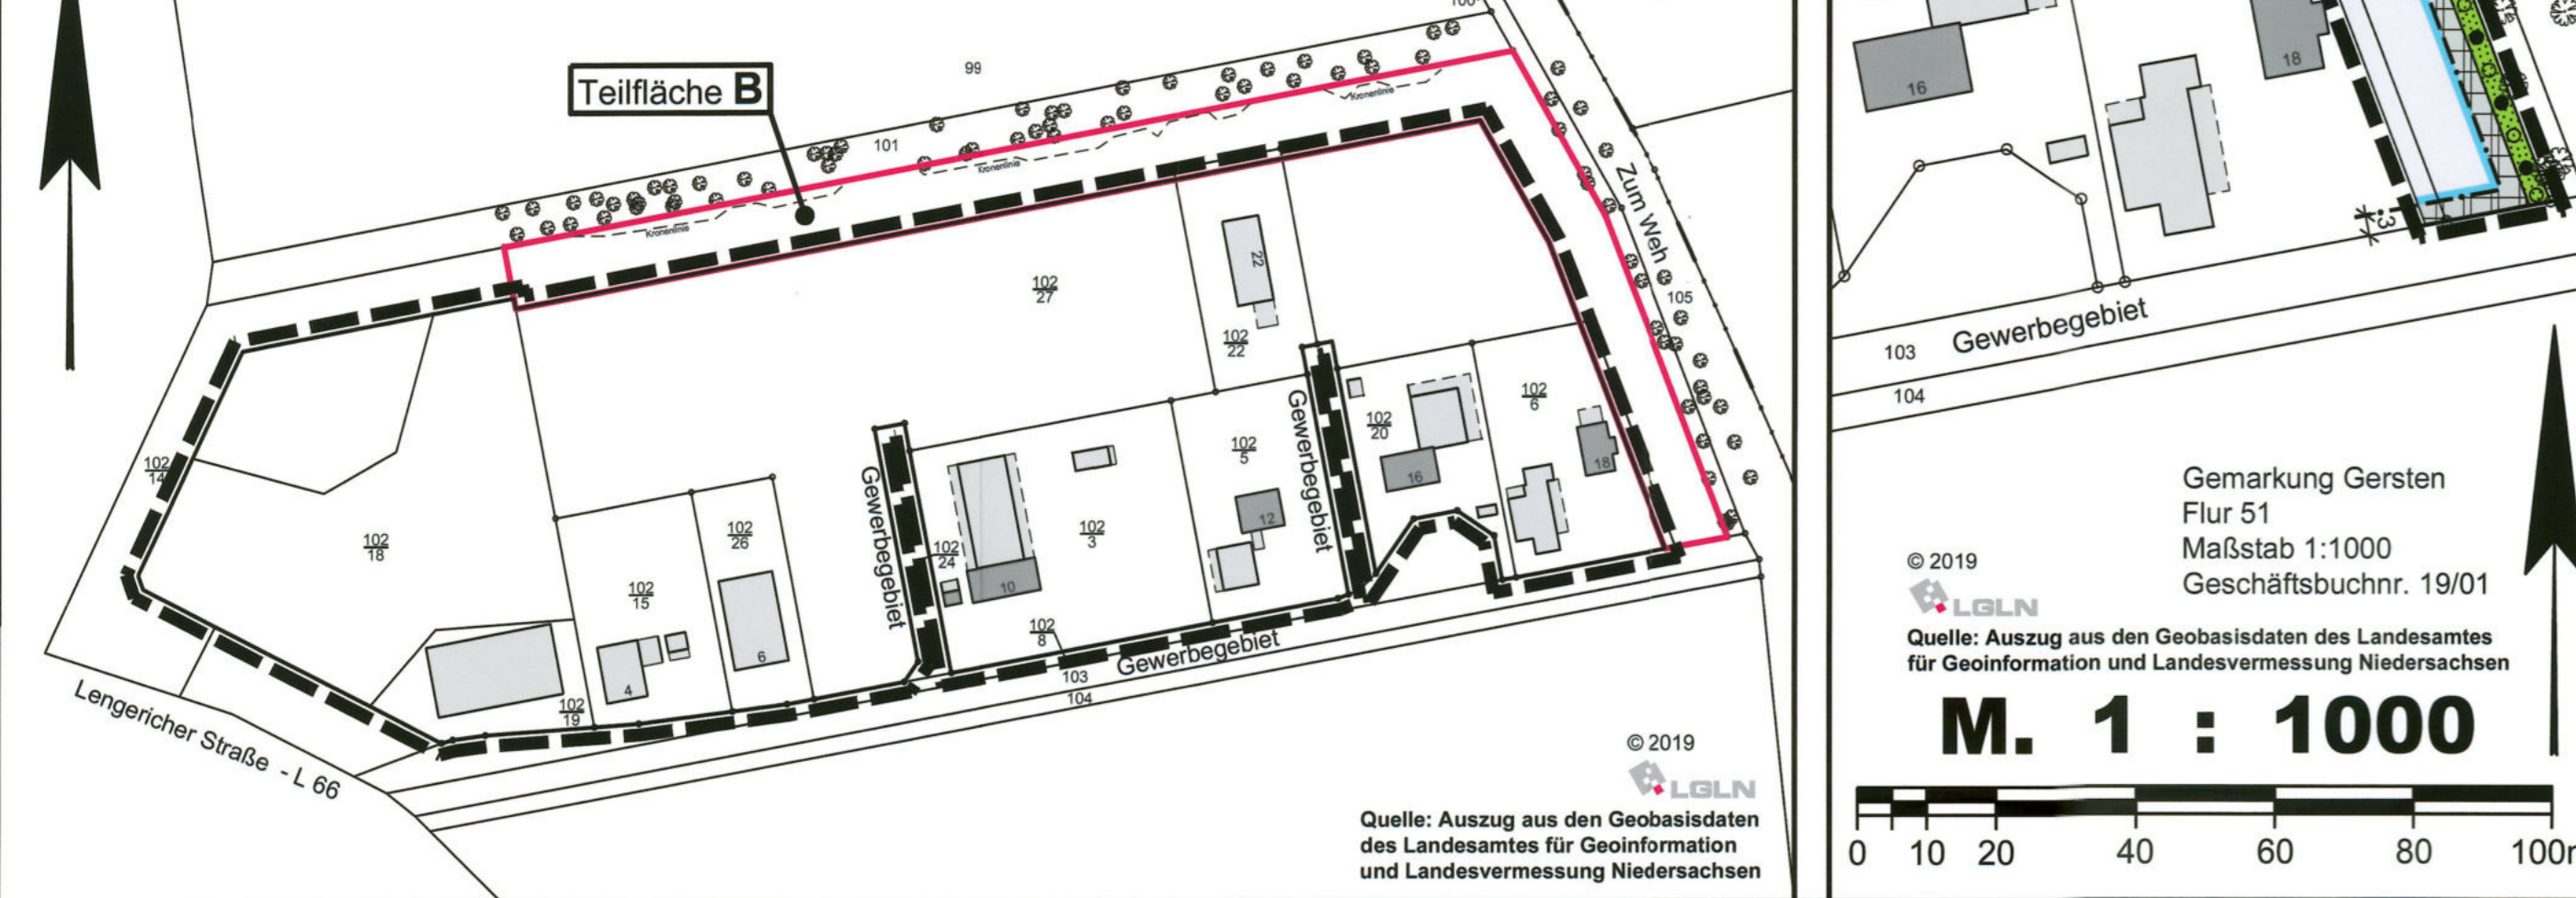 Teilfläche B
99
101
Kronenlinie
Kronenlinie
Kronenlinie
Zum Weh
105
102
27
22
102
22
102
14
102
18
102
15
102
26
Gewerbegebiet
102
24
102
3
102
5
Gewerbegebiet
102
20
102
6
16
18
12
10
6
4
102
19
102
8
Gewerbegebiet
103
104
Lengericher Straße - L 66
© 2019
LGLN
Quelle: Auszug aus den Geobasisdaten
des Landesamtes für Geoinformation
und Landesvermessung Niedersachsen
16
18
3
Gewerbegebiet
103
104
Gemarkung Gersten
Flur 51
Maßstab 1:1000
Geschäftsbuchnr. 19/01
© 2019
LGLN
Quelle: Auszug aus den Geobasisdaten des Landesamtes
für Geoinformation und Landesvermessung Niedersachsen
M. 1 : 1000
0 10 20 40 60 80 100m